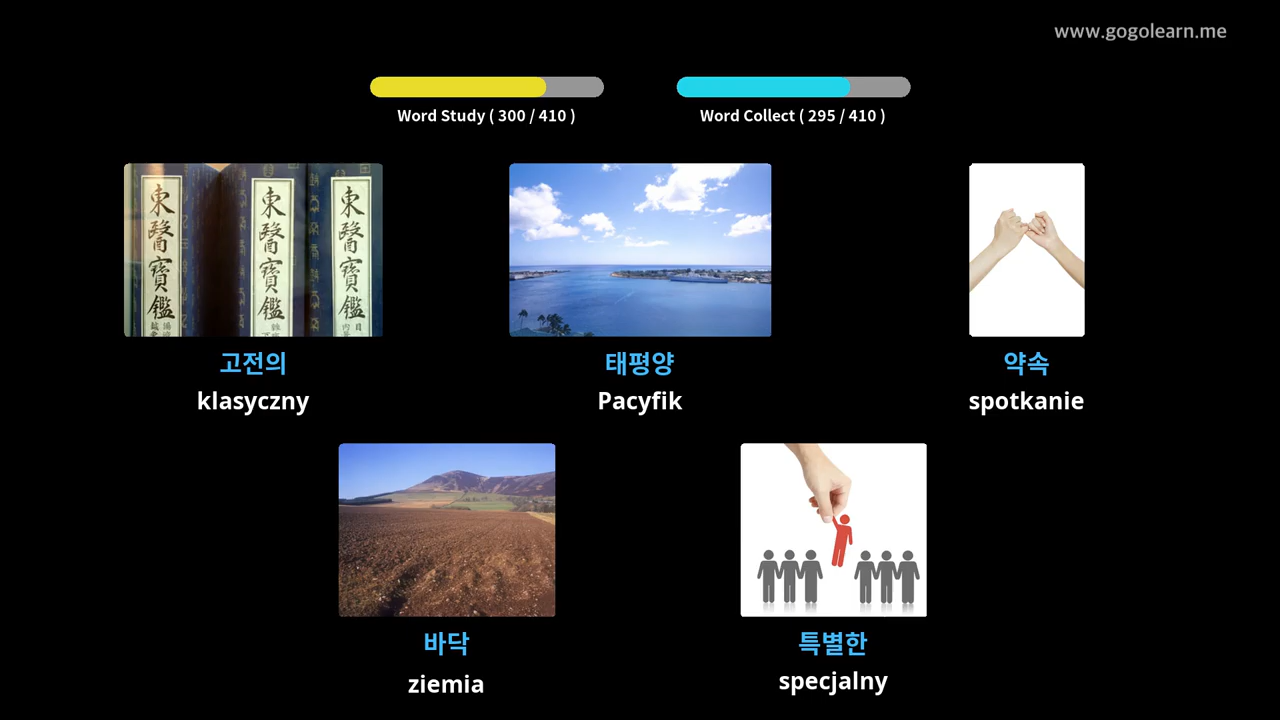 www.gogolearn.me
Word Study ( 300 / 410 )
Word Collect ( 295 / 410 )
東醫寶鑑
東醫寶鑑
東醫寶鑑
고전의
태평양
약속
klasyczny
Pacyfik
spotkanie
바닥
특별한
ziemia
specjalny